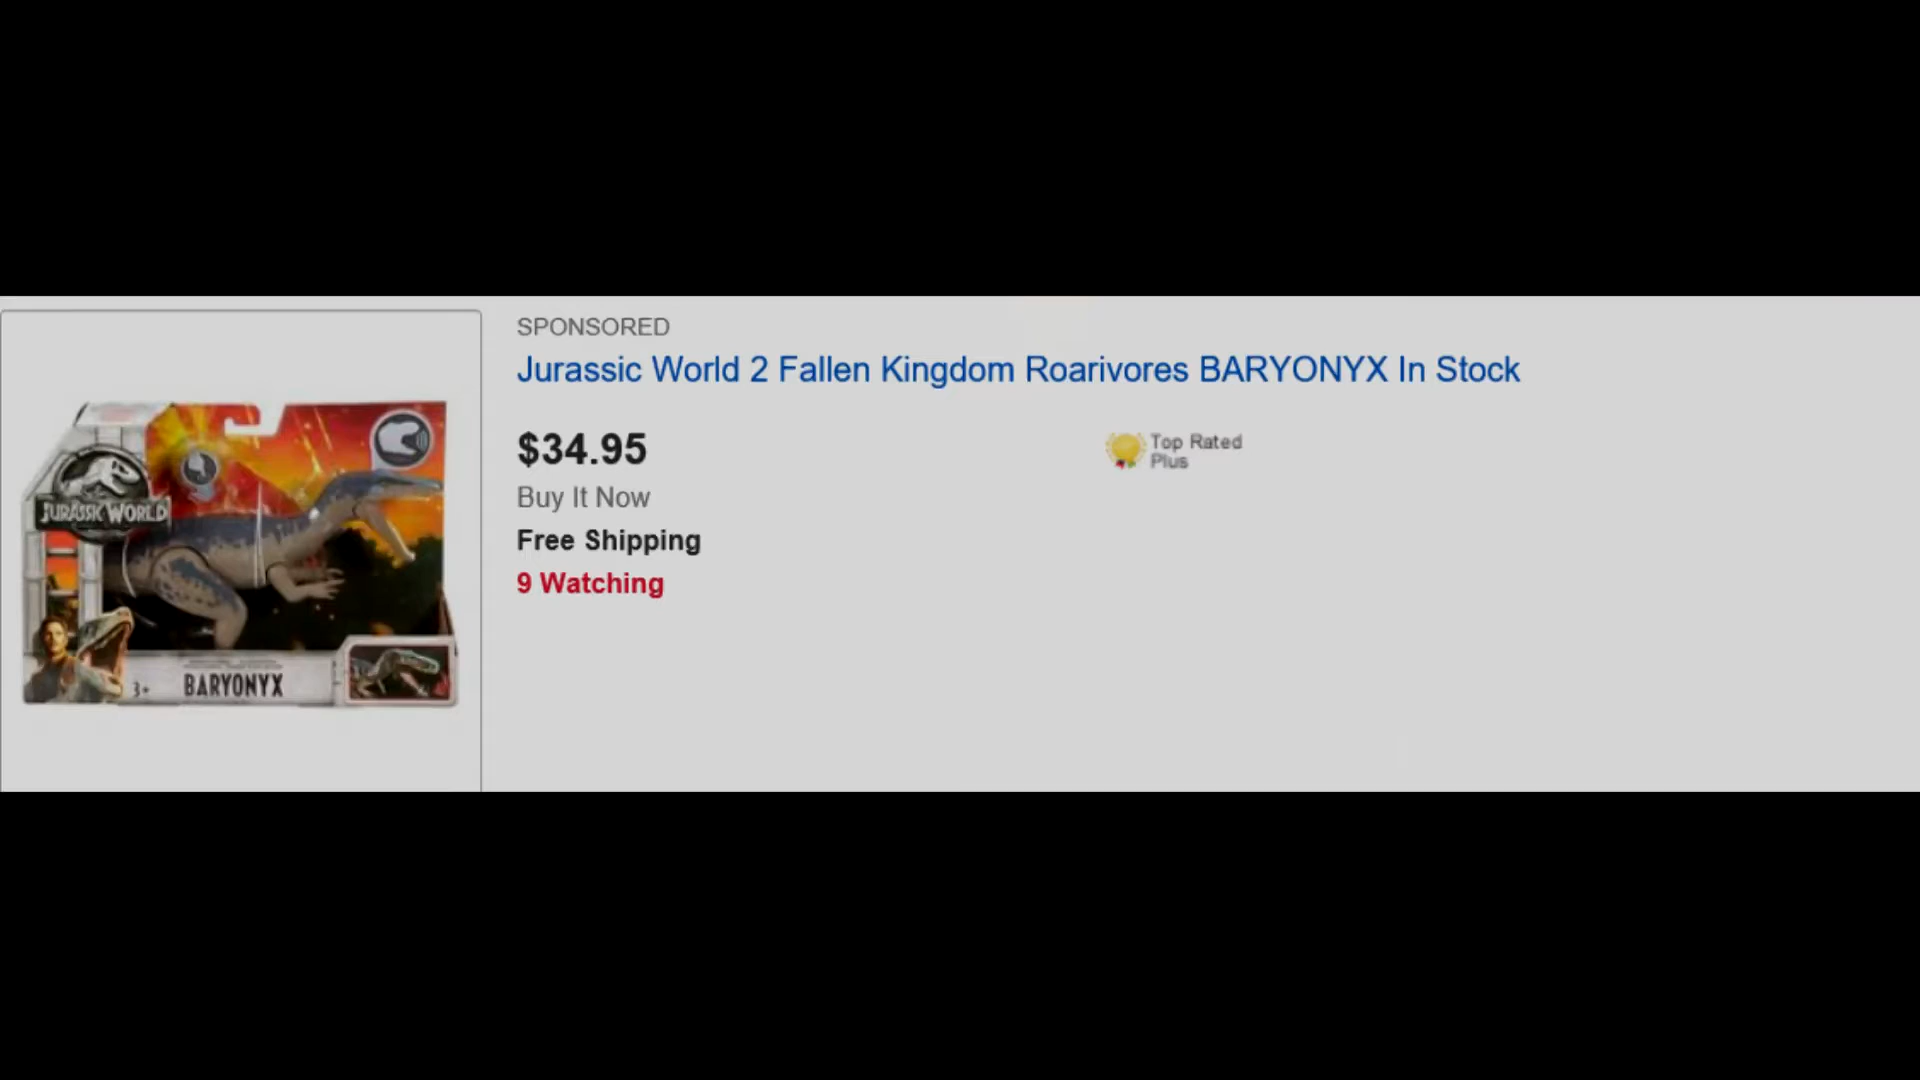 SPONSORED
Jurassic World 2 Fallen Kingdom Roarivores BARYONYX In Stock
$34.95
Top Rated
Plus
Buy It Now
Free Shipping
9 Watching
JURASSIC WORLD
3+
BARYONYX